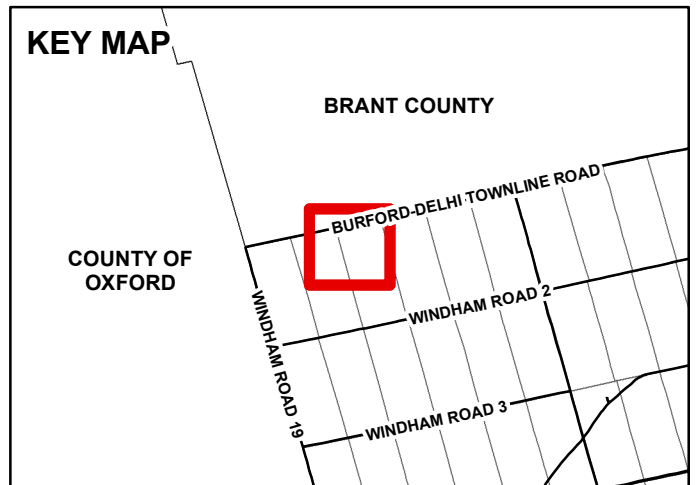 KEY MAP
BRANT COUNTY
BURFORD-DELHI TOWNLINE ROAD
COUNTY OF
OXFORD
WINDHAM ROAD 2
WINDHAM ROAD 19
WINDHAM ROAD 3